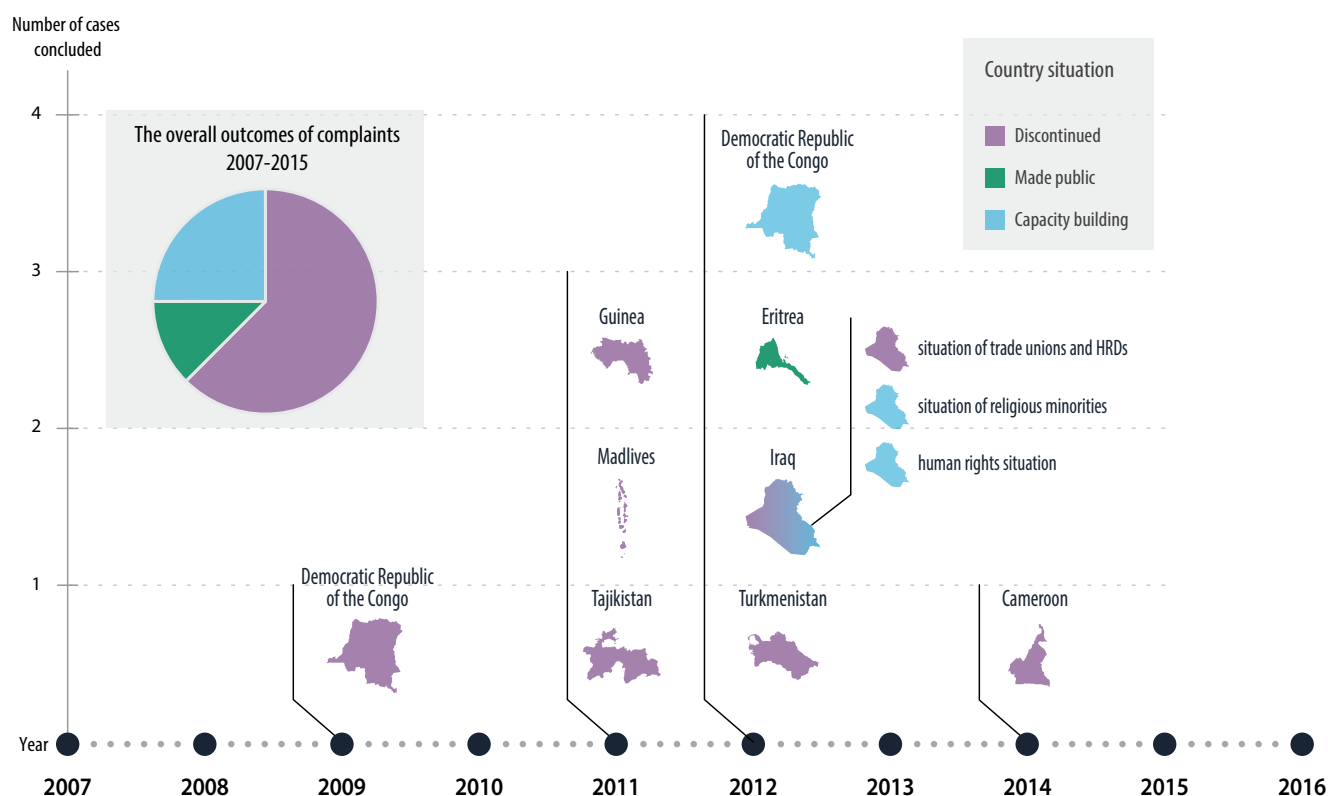 Number of cases
concluded
4
3
2
1
The overall outcomes of complaints
2007-2015
Country situation
Discontinued
Made public
Capacity building
Democratic Republic
of the Congo
Guinea
Eritrea
situation of trade unions and HRDs
situation of religious minorities
human rights situation
Madlives
Iraq
Democratic Republic
of the Congo
Tajikistan
Turkmenistan
Cameroon
Year
2007
2008
2009
2010
2011
2012
2013
2014
2015
2016